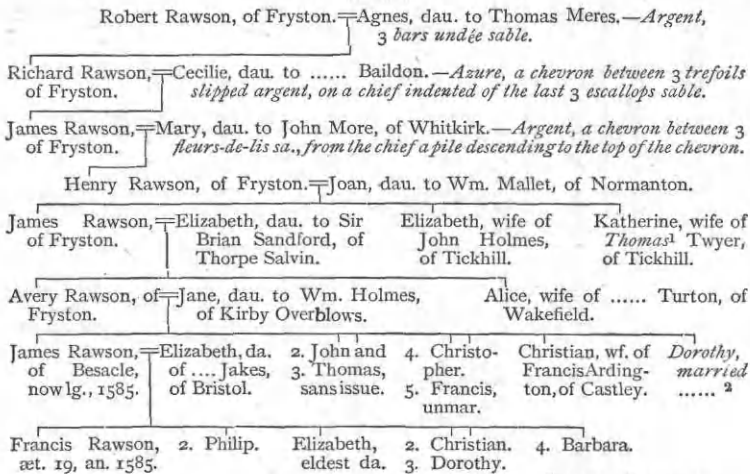 Robert Rawson, of Fryston.=Agnes, dau. to Thomas Meres.—Argent,
3 bars undée sable.
Richard Rawson,=Cecilie, dau. to ...... Baildon.—Azure, a chevron between 3 trefoils
of Fryston. slipped argent, on a chief indented of the last 3 escallops sable.
James Rawson,=Mary, dau. to John More, of Whitkirk.—Argent, a chevron between 3
of Fryston. fleurs-de-lis sa., from the chief a pile descending to the top of the chevron.
Henry Rawson, of Fryston.=Joan, dau. to Wm. Mallet, of Normanton.
James Rawson,=Elizabeth, dau. to Sir Elizabeth, wife of Katherine, wife of
of Fryston. Brian Sandford, of John Holmes, Thomas¹ Twyer,
Thorpe Salvin. of Tickhill. of Tickhill.
Avery Rawson, of=Jane, dau. to Wm. Holmes, Alice, wife of ...... Turton, of
Fryston. of Kirby Overblows. Wakefield.
James Rawson,=Elizabeth, da. 2. John and 4. Christo- Christian, wf. of Dorothy,
of Besacle, of .... Jakes, 3. Thomas, pher. Francis Arding- married
now lg., 1585. of Bristol. sans issue. 5. Francis, ton, of Castley. ...... ²
unmar.
Francis Rawson, 2. Philip. Elizabeth, 2. Christian. 4. Barbara.
æt. 19, an. 1585. eldest da. 3. Dorothy.